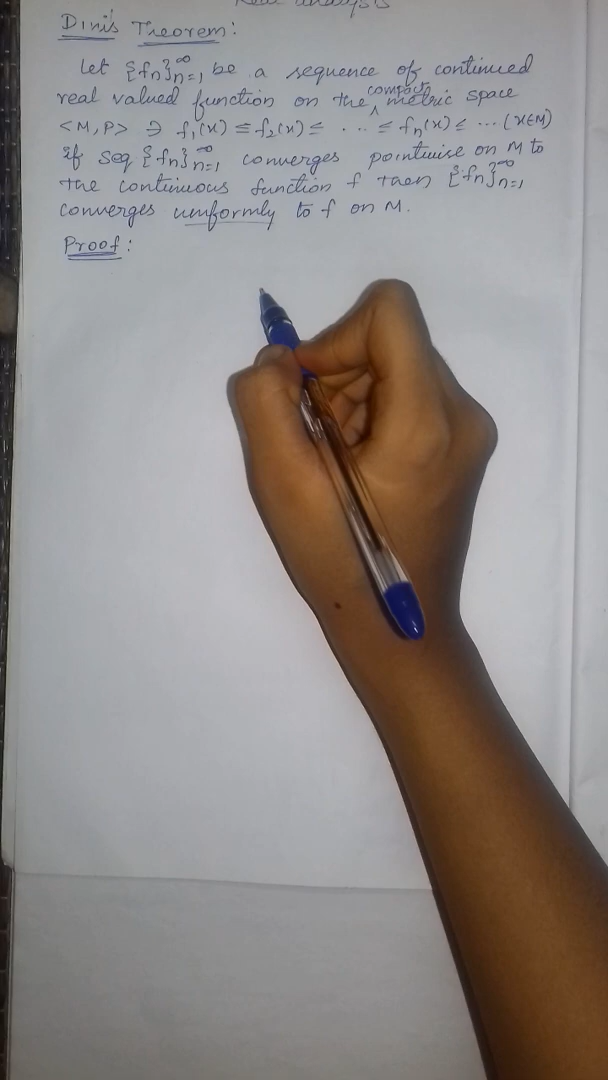 Real analysis
Dini's Theorem:
Let {fn}∞n=1 be a sequence of continued
real valued function on the compact metric space
<M, P> ∋ f1(x) ≤ f2(x) ≤ ... ≤ fn(x) ≤ ... (x∈M)
if seq {fn}∞n=1 converges pointwise on M to
the continuous function f then {fn}∞n=1
converges uniformly to f on M.
Proof: